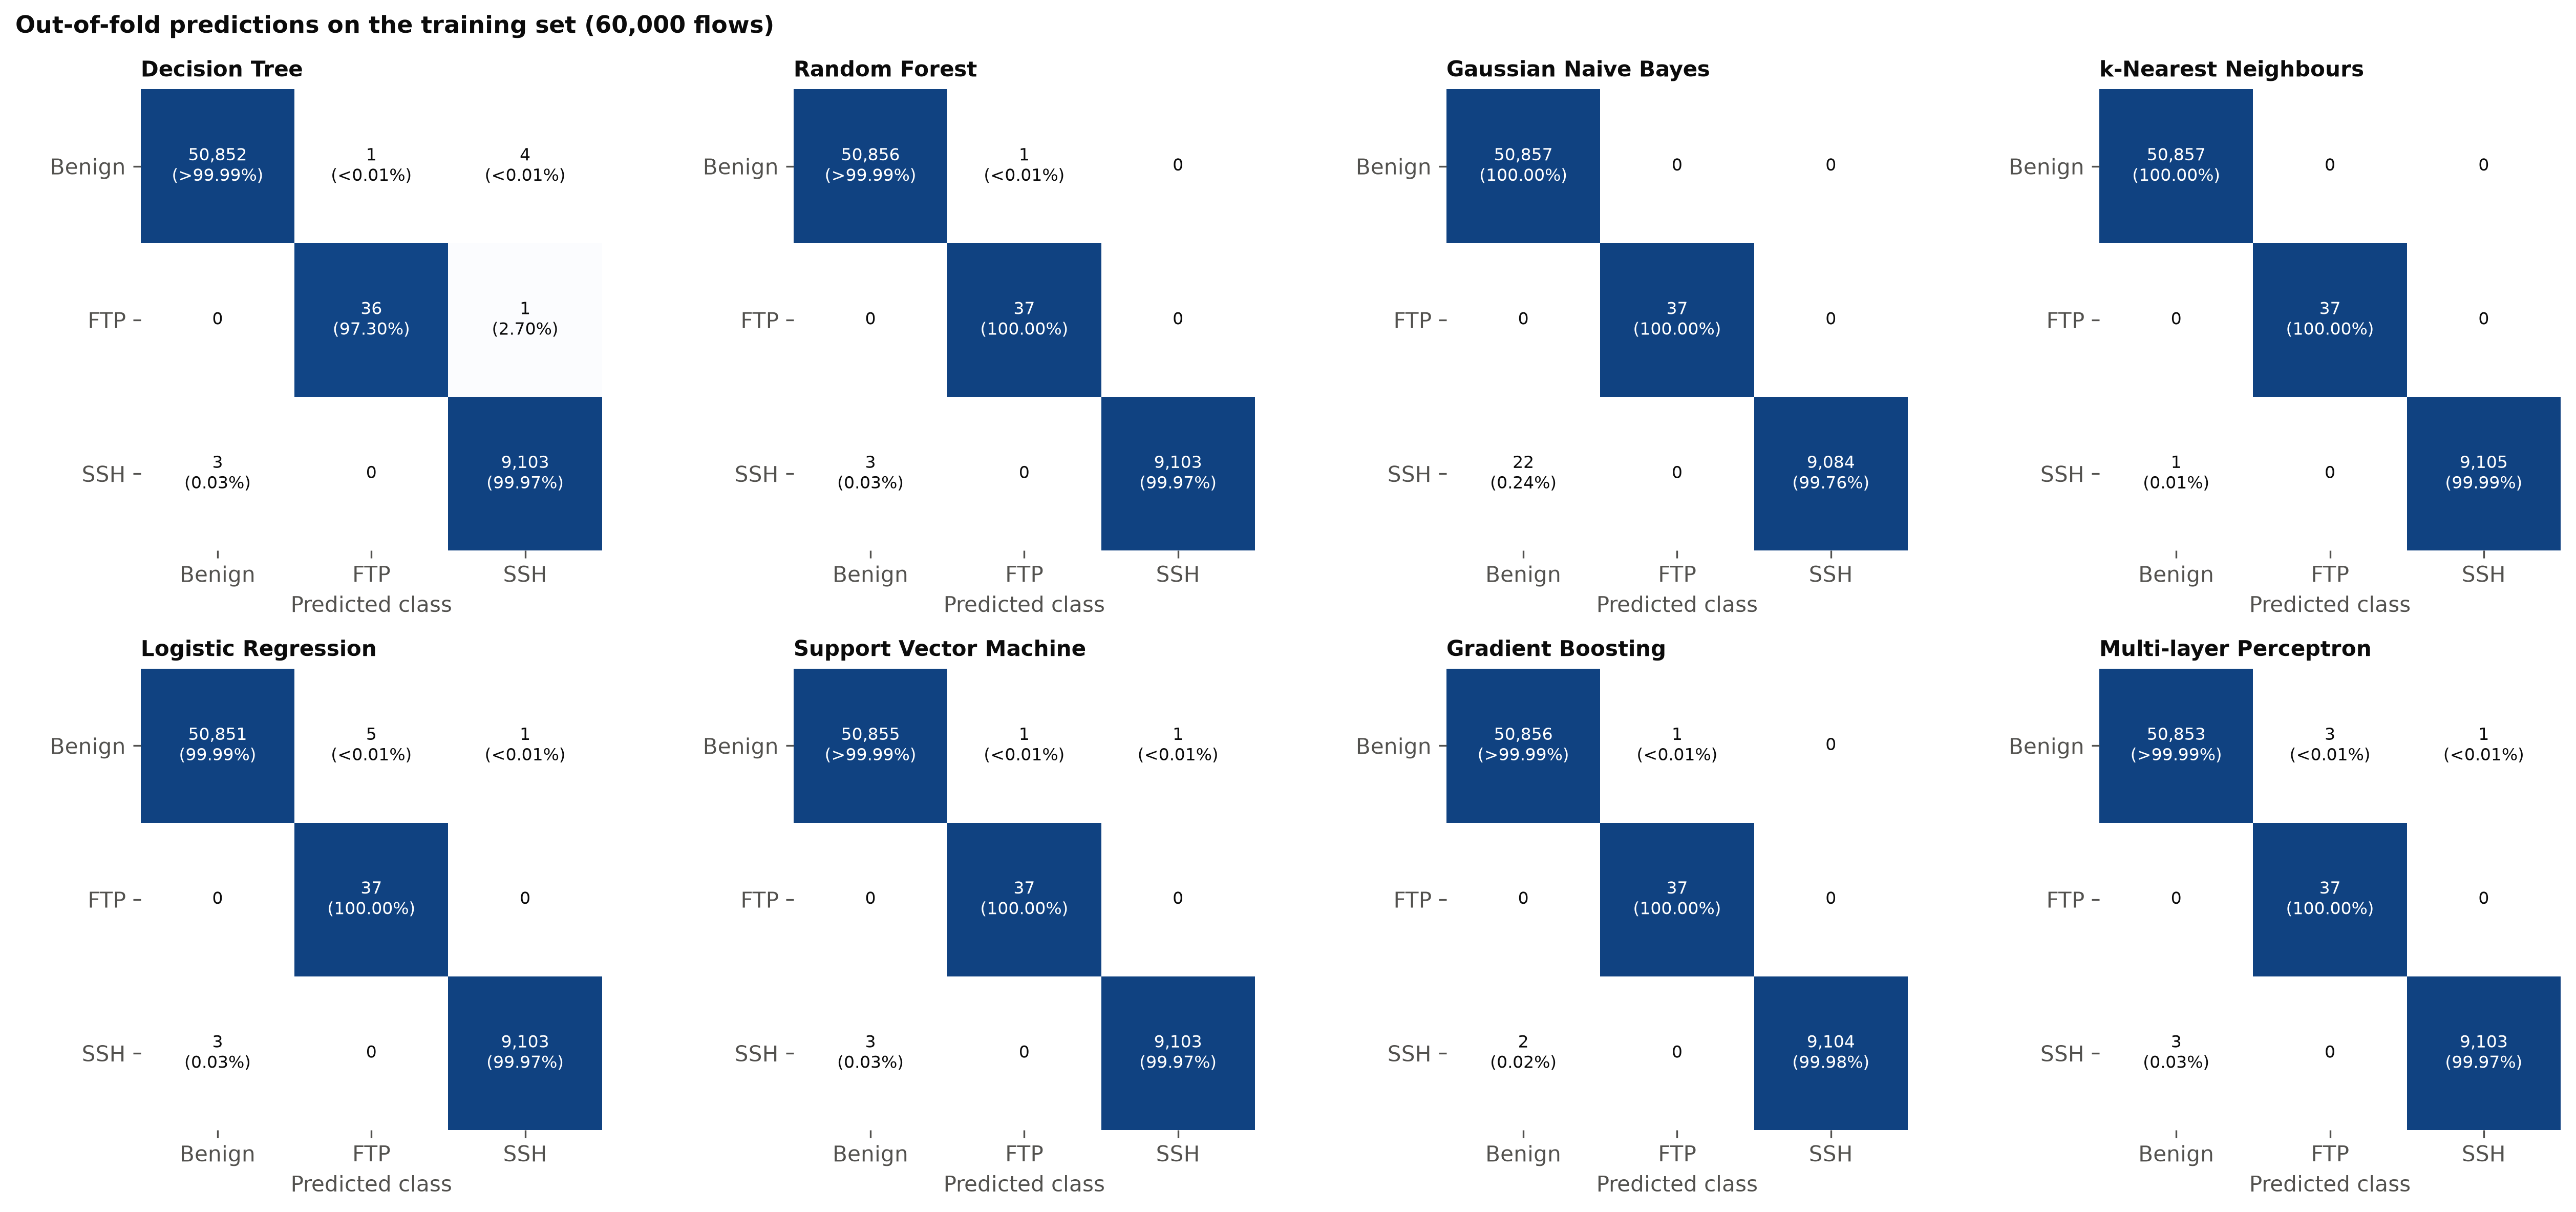 Out-of-fold predictions on the training set (60,000 flows)
Decision Tree
Benign
50,852
(>99.99%)
1
(<0.01%)
4
(<0.01%)
FTP
0
36
(97.30%)
1
(2.70%)
SSH
3
(0.03%)
0
9,103
(99.97%)
Benign FTP SSH
Predicted class
Random Forest
Benign
50,856
(>99.99%)
1
(<0.01%)
0
FTP
0
37
(100.00%)
0
SSH
3
(0.03%)
0
9,103
(99.97%)
Benign FTP SSH
Predicted class
Gaussian Naive Bayes
Benign
50,857
(100.00%)
0
0
FTP
0
37
(100.00%)
0
SSH
22
(0.24%)
0
9,084
(99.76%)
Benign FTP SSH
Predicted class
k-Nearest Neighbours
Benign
50,857
(100.00%)
0
0
FTP
0
37
(100.00%)
0
SSH
1
(0.01%)
0
9,105
(99.99%)
Benign FTP SSH
Predicted class
Logistic Regression
Benign
50,851
(99.99%)
5
(<0.01%)
1
(<0.01%)
FTP
0
37
(100.00%)
0
SSH
3
(0.03%)
0
9,103
(99.97%)
Benign FTP SSH
Predicted class
Support Vector Machine
Benign
50,855
(>99.99%)
1
(<0.01%)
1
(<0.01%)
FTP
0
37
(100.00%)
0
SSH
3
(0.03%)
0
9,103
(99.97%)
Benign FTP SSH
Predicted class
Gradient Boosting
Benign
50,856
(>99.99%)
1
(<0.01%)
0
FTP
0
37
(100.00%)
0
SSH
2
(0.02%)
0
9,104
(99.98%)
Benign FTP SSH
Predicted class
Multi-layer Perceptron
Benign
50,853
(>99.99%)
3
(<0.01%)
1
(<0.01%)
FTP
0
37
(100.00%)
0
SSH
3
(0.03%)
0
9,103
(99.97%)
Benign FTP SSH
Predicted class